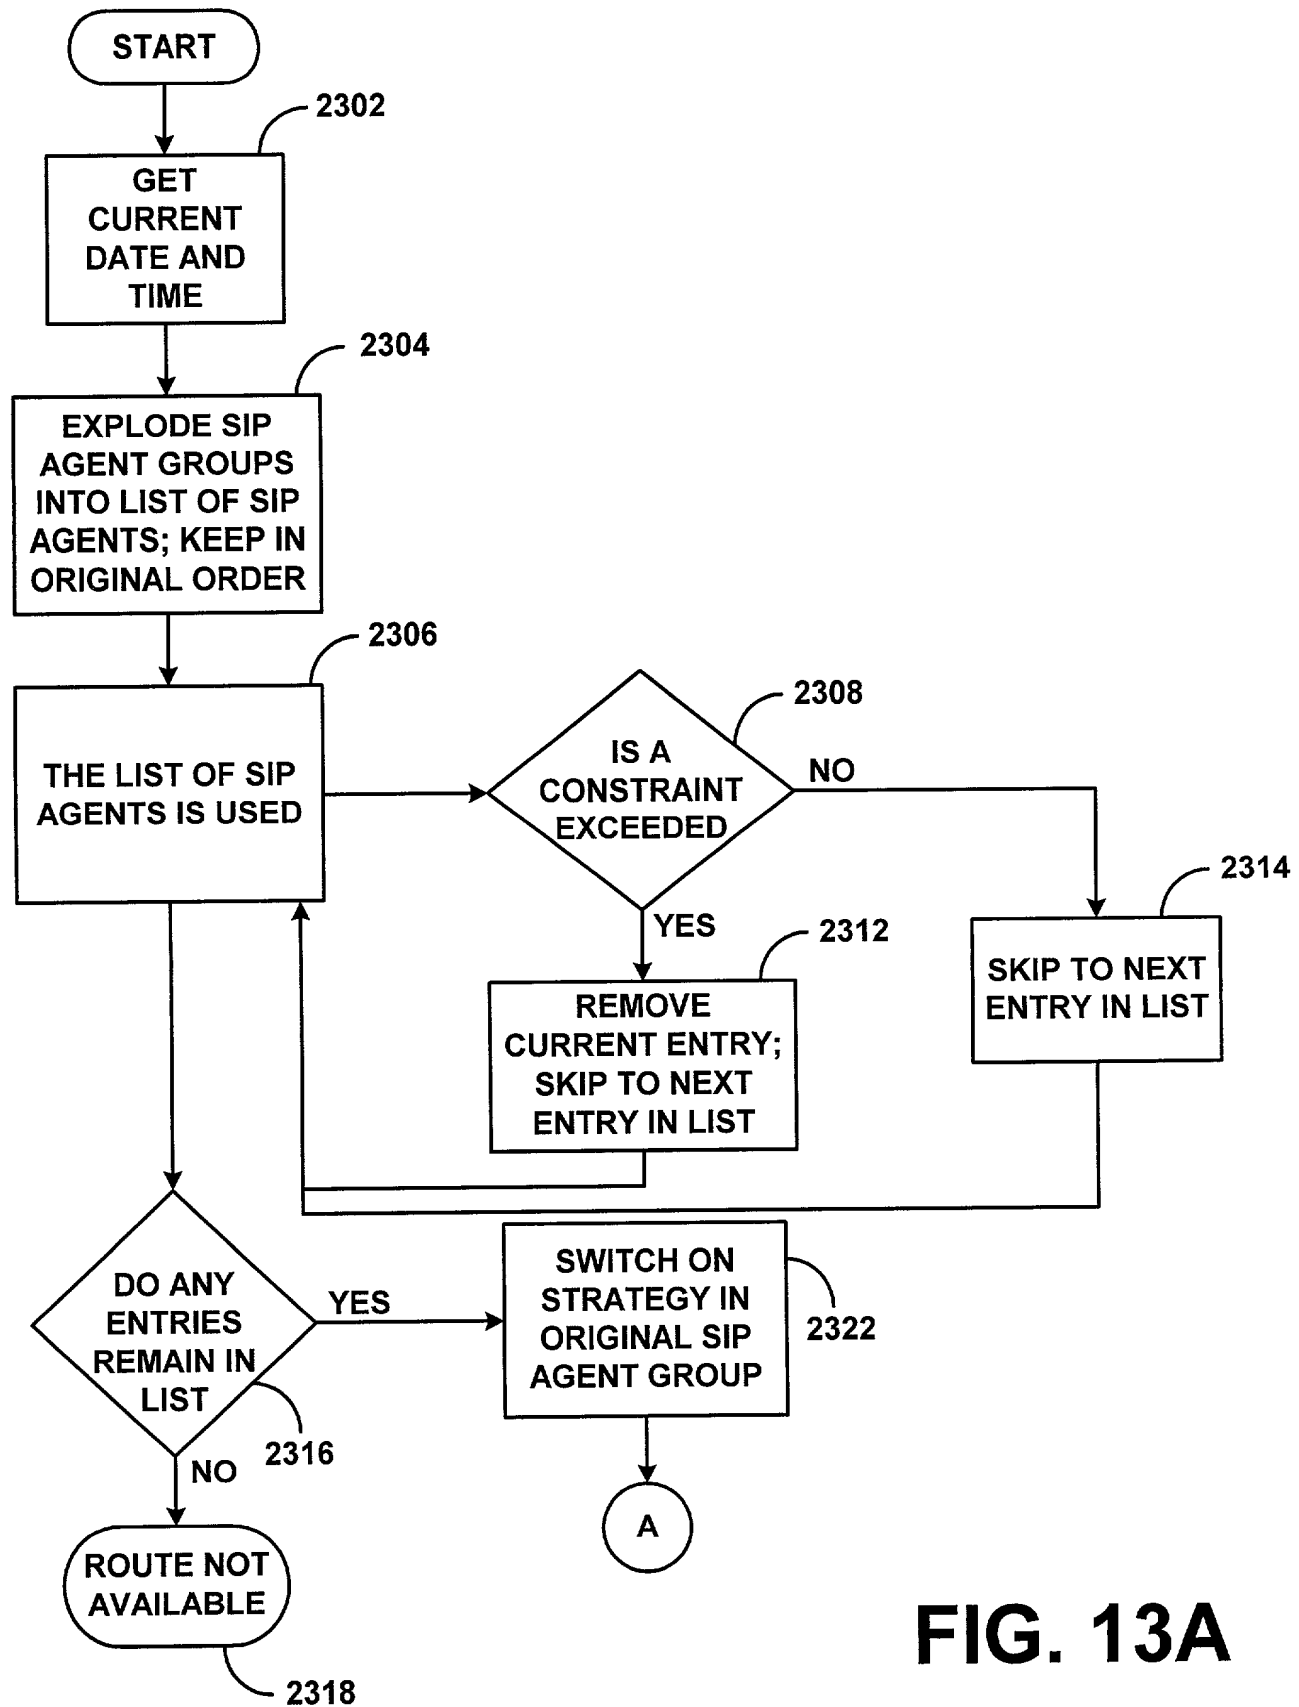 START
2302
GET
CURRENT
DATE AND
TIME
2304
EXPLODE SIP
AGENT GROUPS
INTO LIST OF SIP
AGENTS; KEEP IN
ORIGINAL ORDER
2306
THE LIST OF SIP
AGENTS IS USED
2308
IS A
CONSTRAINT
EXCEEDED
NO
2314
SKIP TO NEXT
ENTRY IN LIST
YES
2312
REMOVE
CURRENT ENTRY;
SKIP TO NEXT
ENTRY IN LIST
DO ANY
ENTRIES
REMAIN IN
LIST
2316
YES
SWITCH ON
STRATEGY IN
ORIGINAL SIP
AGENT GROUP
2322
A
NO
ROUTE NOT
AVAILABLE
2318
FIG. 13A